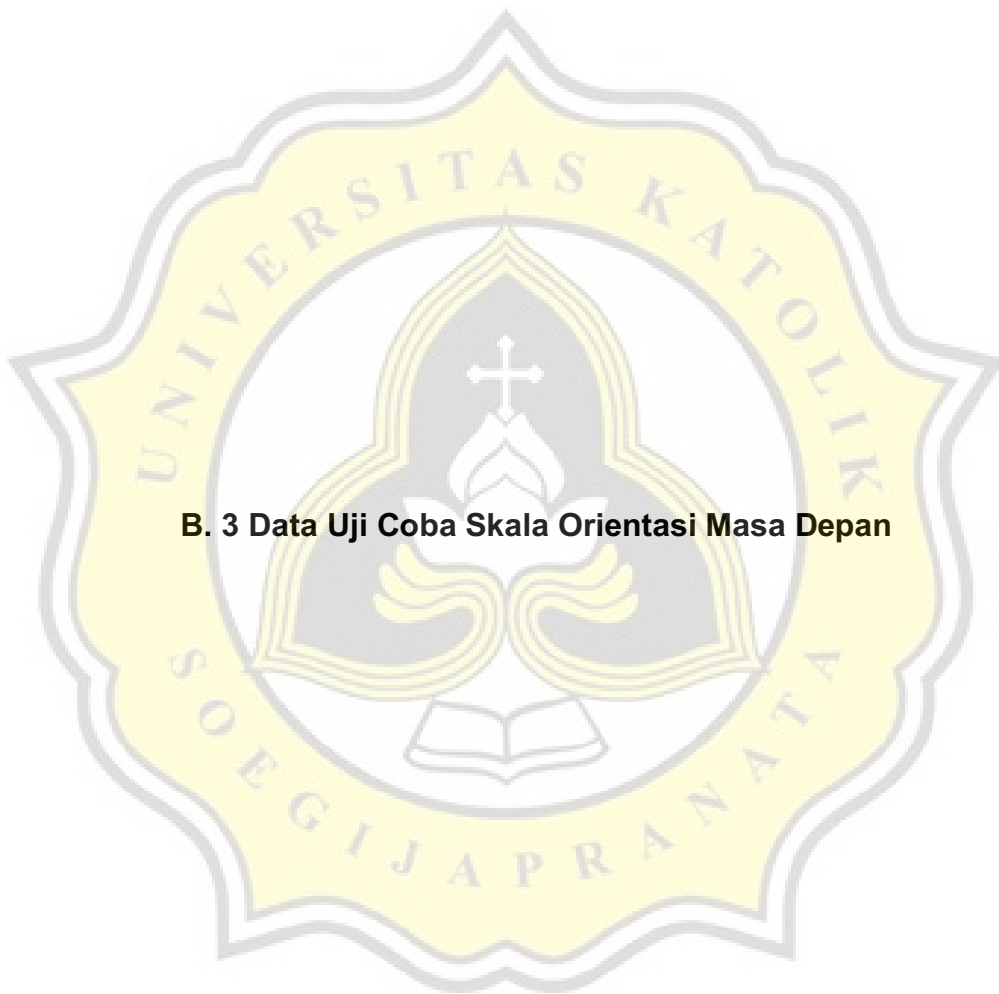 UNIVERSITAS KATOLIK
B. 3 Data Uji Coba Skala Orientasi Masa Depan
SOEGIJAPRANATA